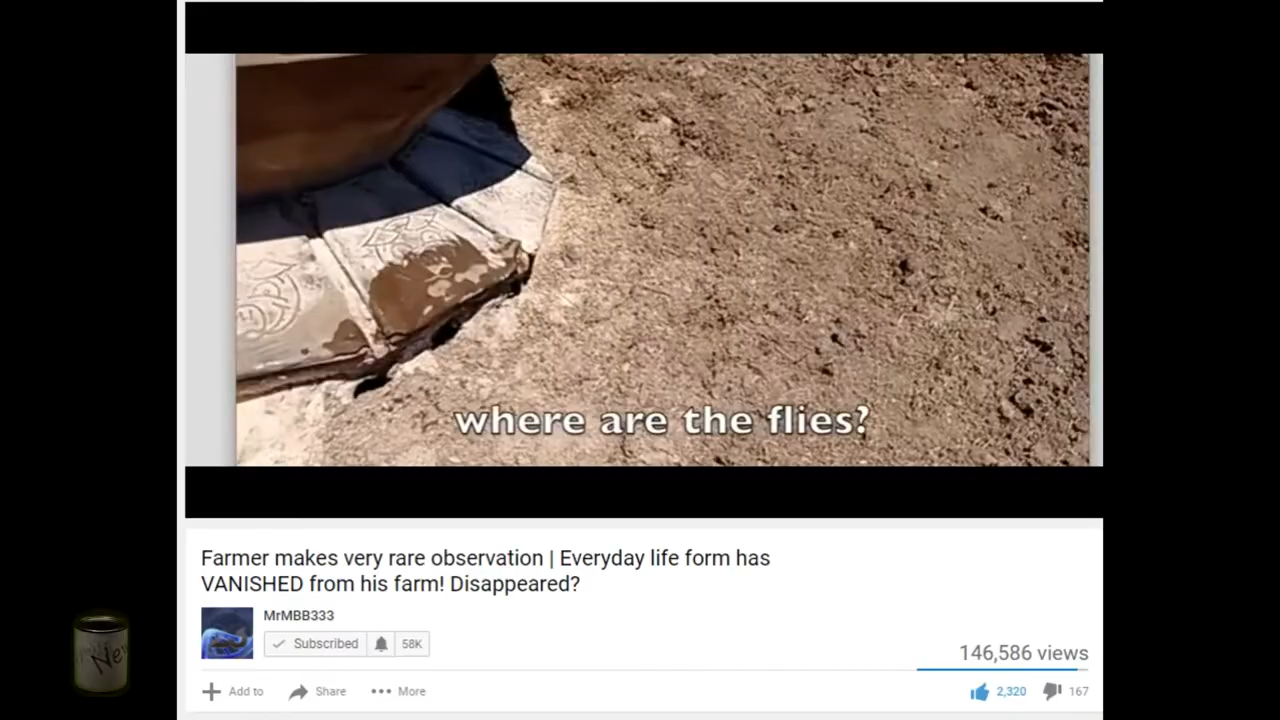 where are the flies?
Farmer makes very rare observation | Everyday life form has
VANISHED from his farm! Disappeared?
MrMBB333
Subscribed 58K
146,586 views
Add to Share More
2,320 167
New